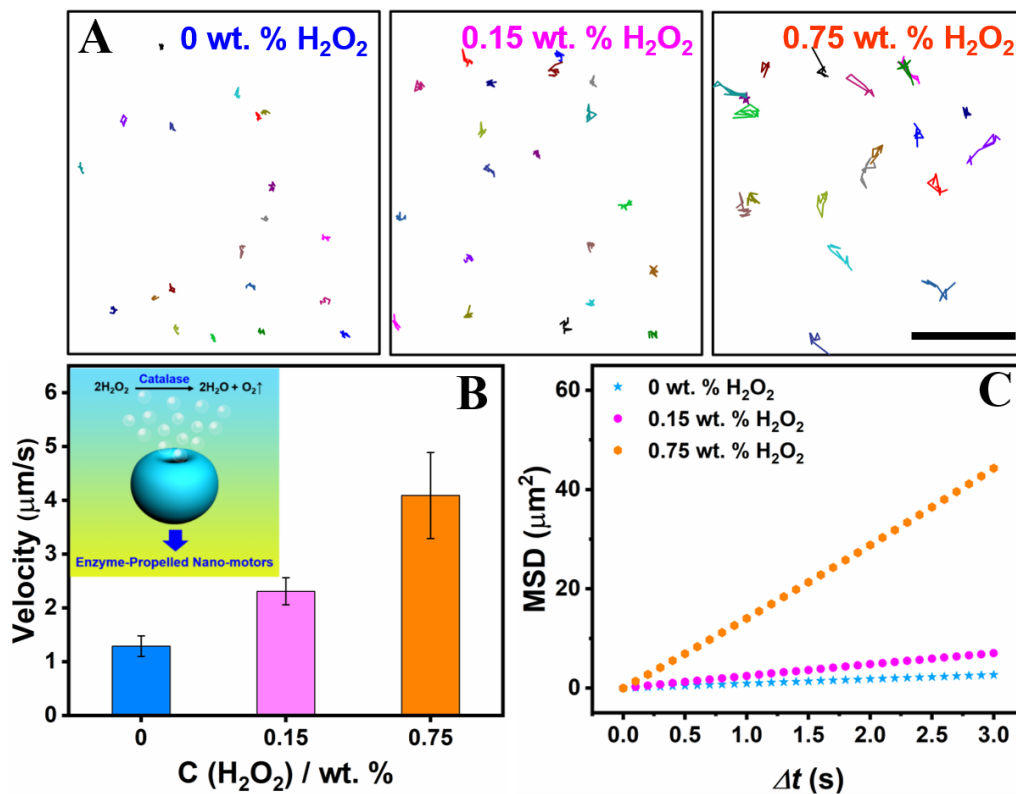 A
0 wt. % H₂O₂
0.15 wt. % H₂O₂
0.75 wt. % H₂O₂
B
Catalase
2H₂O₂ → 2H₂O + O₂↑
Enzyme-Propelled Nano-motors
Velocity (μm/s)
6
5
4
3
2
1
0
0 0.15 0.75
C (H₂O₂) / wt. %
C
0 wt. % H₂O₂
0.15 wt. % H₂O₂
0.75 wt. % H₂O₂
MSD (μm²)
60
40
20
0
0.0 0.5 1.0 1.5 2.0 2.5 3.0
Δt (s)